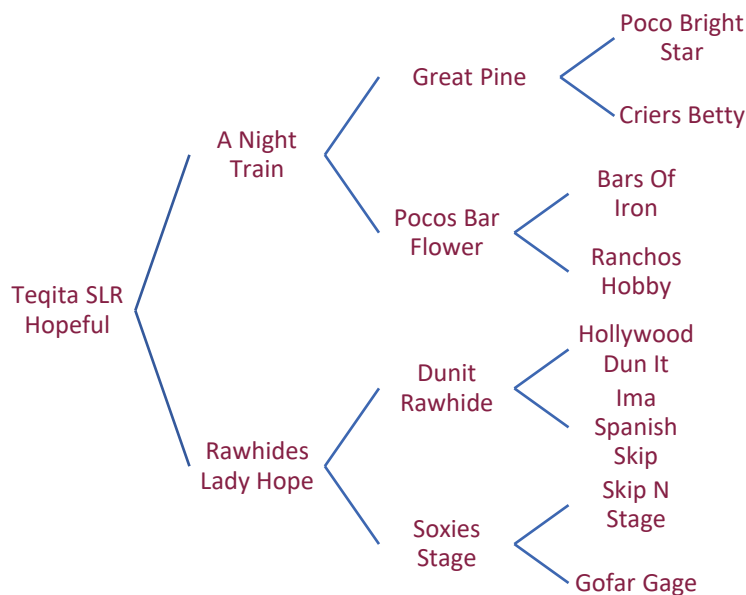 Poco Bright
Star
Great Pine
Criers Betty
A Night
Train
Bars Of
Iron
Pocos Bar
Flower
Ranchos
Hobby
Teqita SLR
Hopeful
Hollywood
Dun It
Dunit
Rawhide
Ima
Spanish
Skip
Rawhides
Lady Hope
Skip N
Stage
Soxies
Stage
Gofar Gage